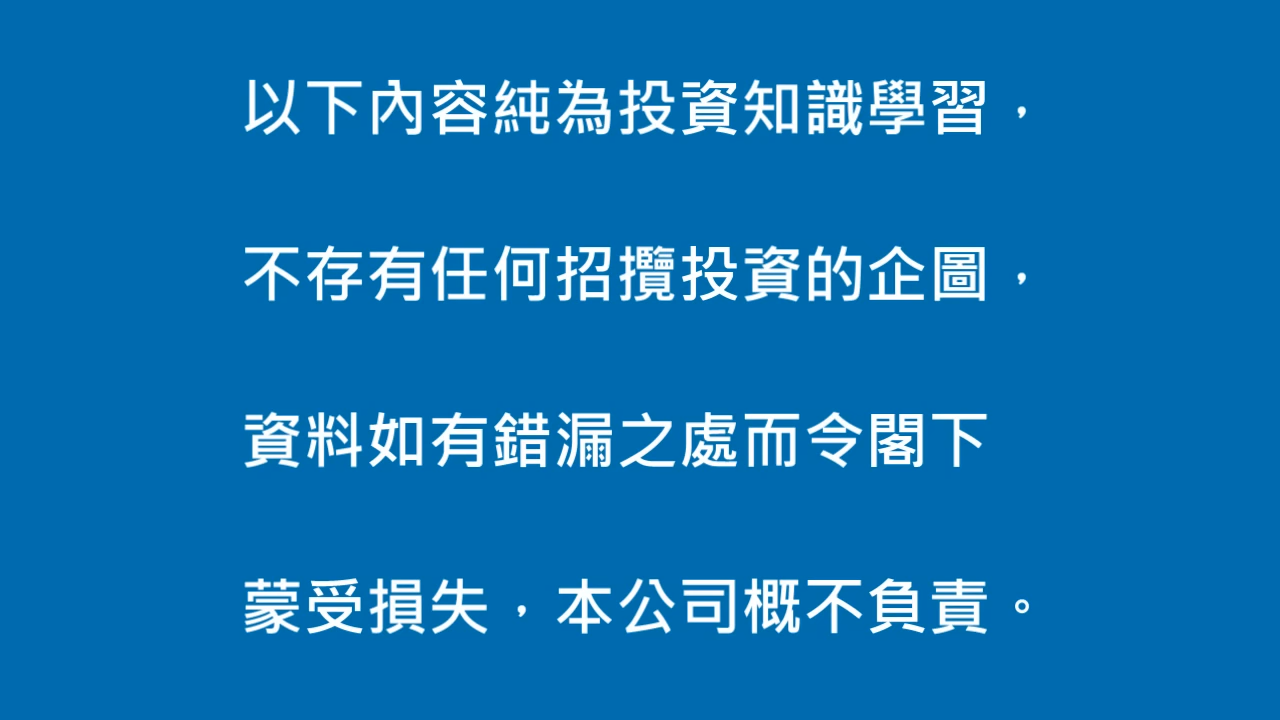 以下內容純為投資知識學習，
不存有任何招攬投資的企圖，
資料如有錯漏之處而令閣下
蒙受損失，本公司概不負責。